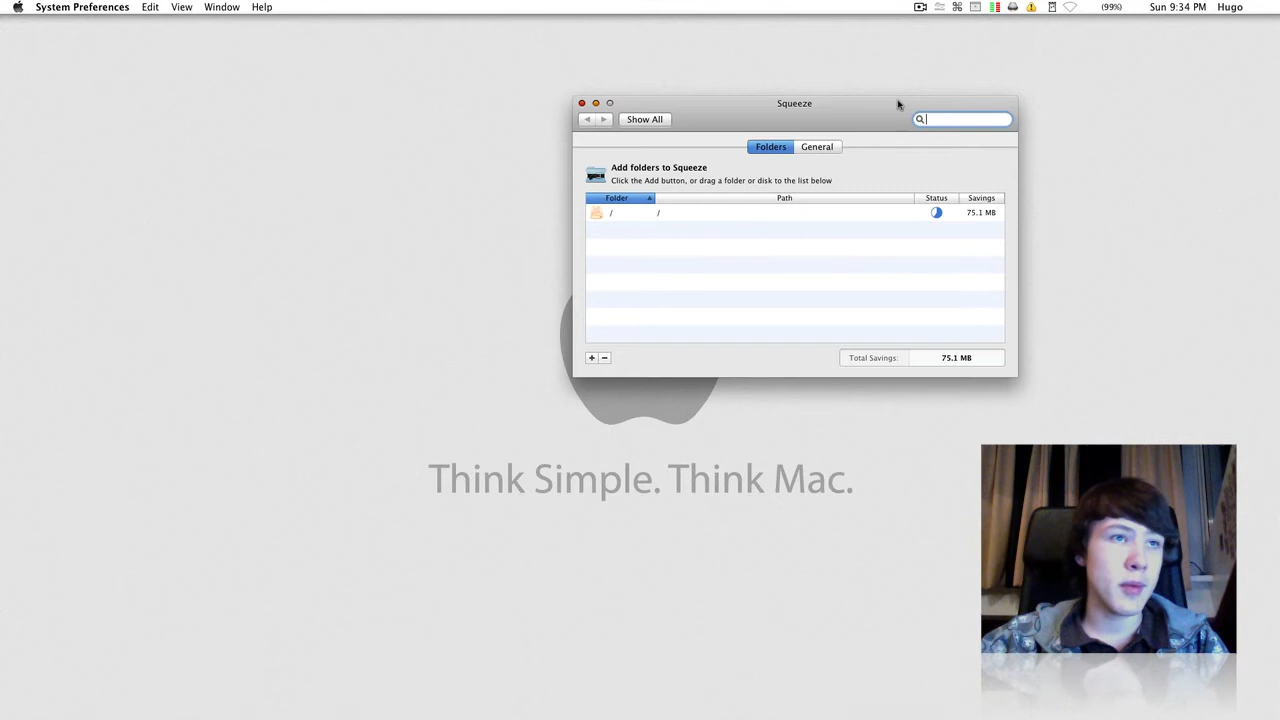 System Preferences Edit View Window Help (99%) Sun 9:34 PM Hugo
Squeeze
Show All
Folders General
Add folders to Squeeze
Click the Add button, or drag a folder or disk to the list below
Folder Path Status Savings
/ / 75.1 MB
+ − Total Savings: 75.1 MB
Think Simple. Think Mac.